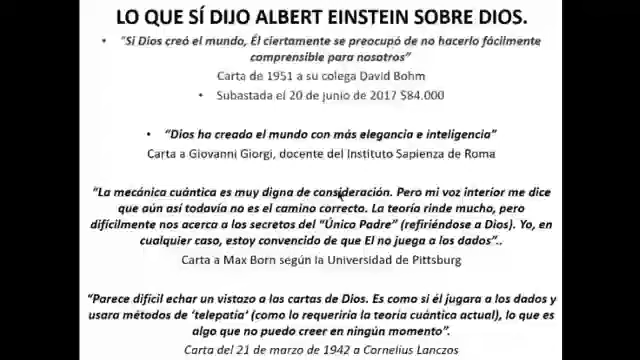 LO QUE SÍ DIJO ALBERT EINSTEIN SOBRE DIOS.
• "Si Dios creó el mundo, Él ciertamente se preocupó de no hacerlo fácilmente
comprensible para nosotros"
Carta de 1951 a su colega David Bohm
• Subastada el 20 de junio de 2017 $84.000
• "Dios ha creado el mundo con más elegancia e inteligencia"
Carta a Giovanni Giorgi, docente del Instituto Sapienza de Roma
"La mecánica cuántica es muy digna de consideración. Pero mi voz interior me dice
que aún así todavía no es el camino correcto. La teoría rinde mucho, pero
difícilmente nos acerca a los secretos del "Único Padre" (refiriéndose a Dios). Yo, en
cualquier caso, estoy convencido de que El no juega a los dados"..
Carta a Max Born según la Universidad de Pittsburg
"Parece difícil echar un vistazo a las cartas de Dios. Es como si él jugara a los dados y
usara métodos de 'telepatía' (como lo requeriría la teoría cuántica actual), lo que es
algo que no puedo creer en ningún momento".
Carta del 21 de marzo de 1942 a Cornelius Lanczos